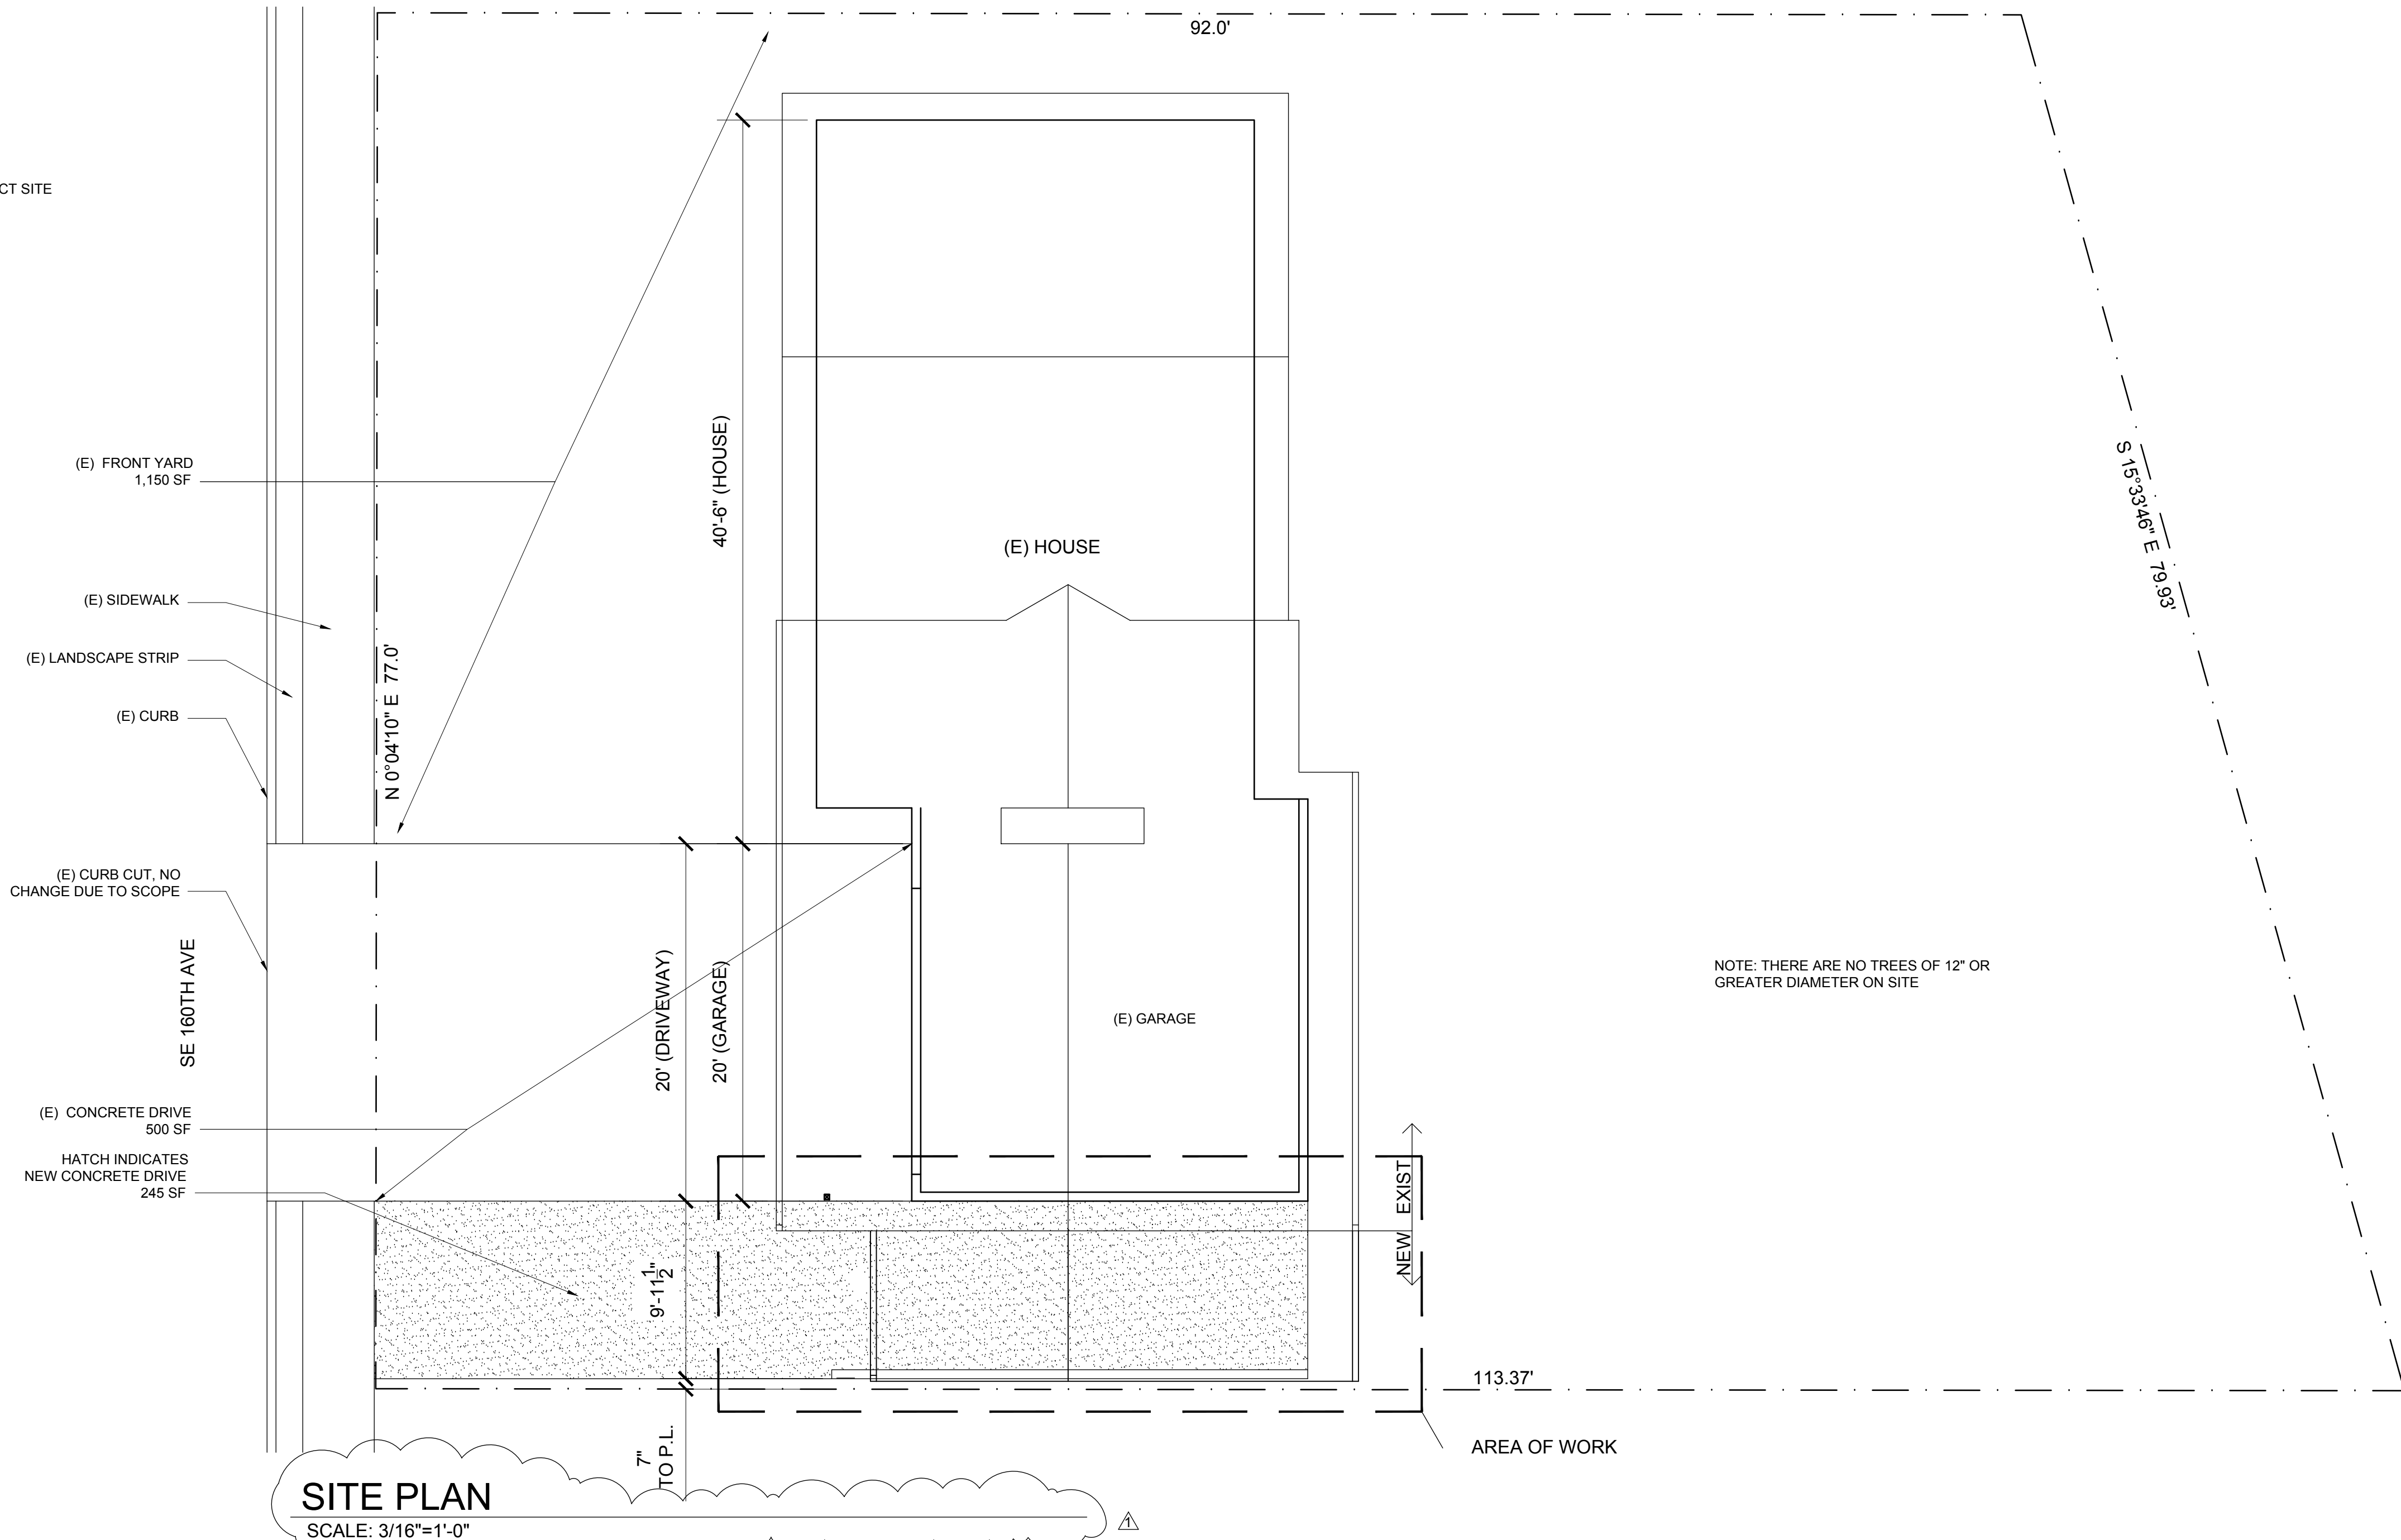 92.0'
CT SITE
(E) FRONT YARD
1,150 SF
40'-6" (HOUSE)
S 15°33'46" E 79.93'
(E) HOUSE
(E) SIDEWALK
(E) LANDSCAPE STRIP
N 0°04'10" E 77.0'
(E) CURB
(E) CURB CUT, NO
CHANGE DUE TO SCOPE
SE 160TH AVE
20' (DRIVEWAY)
20' (GARAGE)
(E) GARAGE
NOTE: THERE ARE NO TREES OF 12" OR
GREATER DIAMETER ON SITE
(E) CONCRETE DRIVE
500 SF
HATCH INDICATES
NEW CONCRETE DRIVE
245 SF
NEW EXIST
9'-11 1/2"
113.37'
7"
TO P.L.
AREA OF WORK
SITE PLAN
SCALE: 3/16"=1'-0"
1